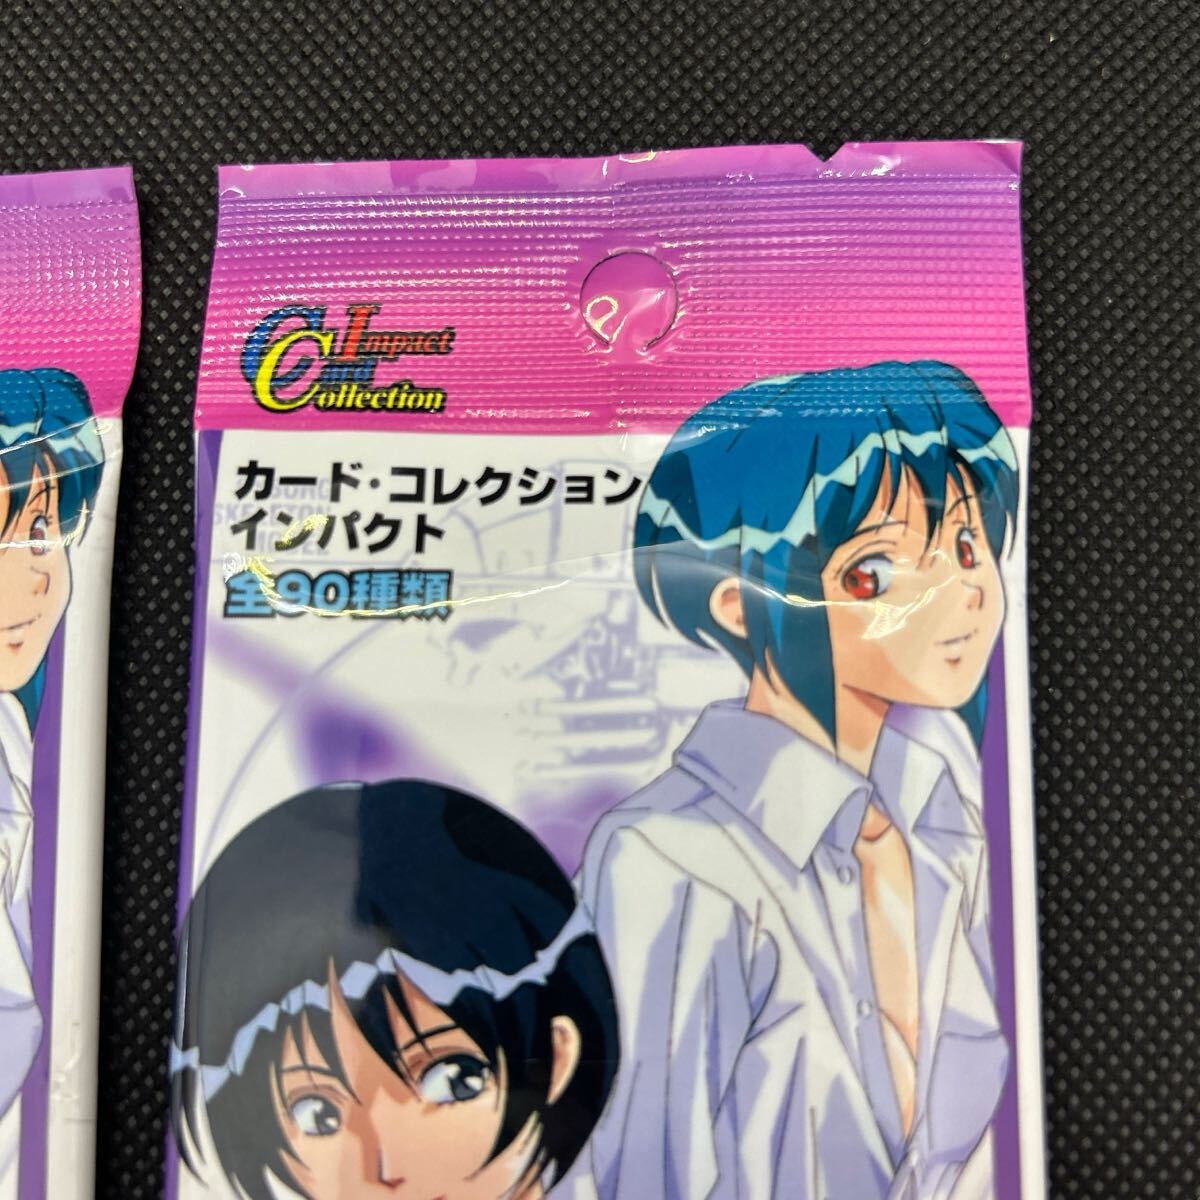 Impact
Card
Collection
カード・コレクション
インパクト
全90種類
SKELETON